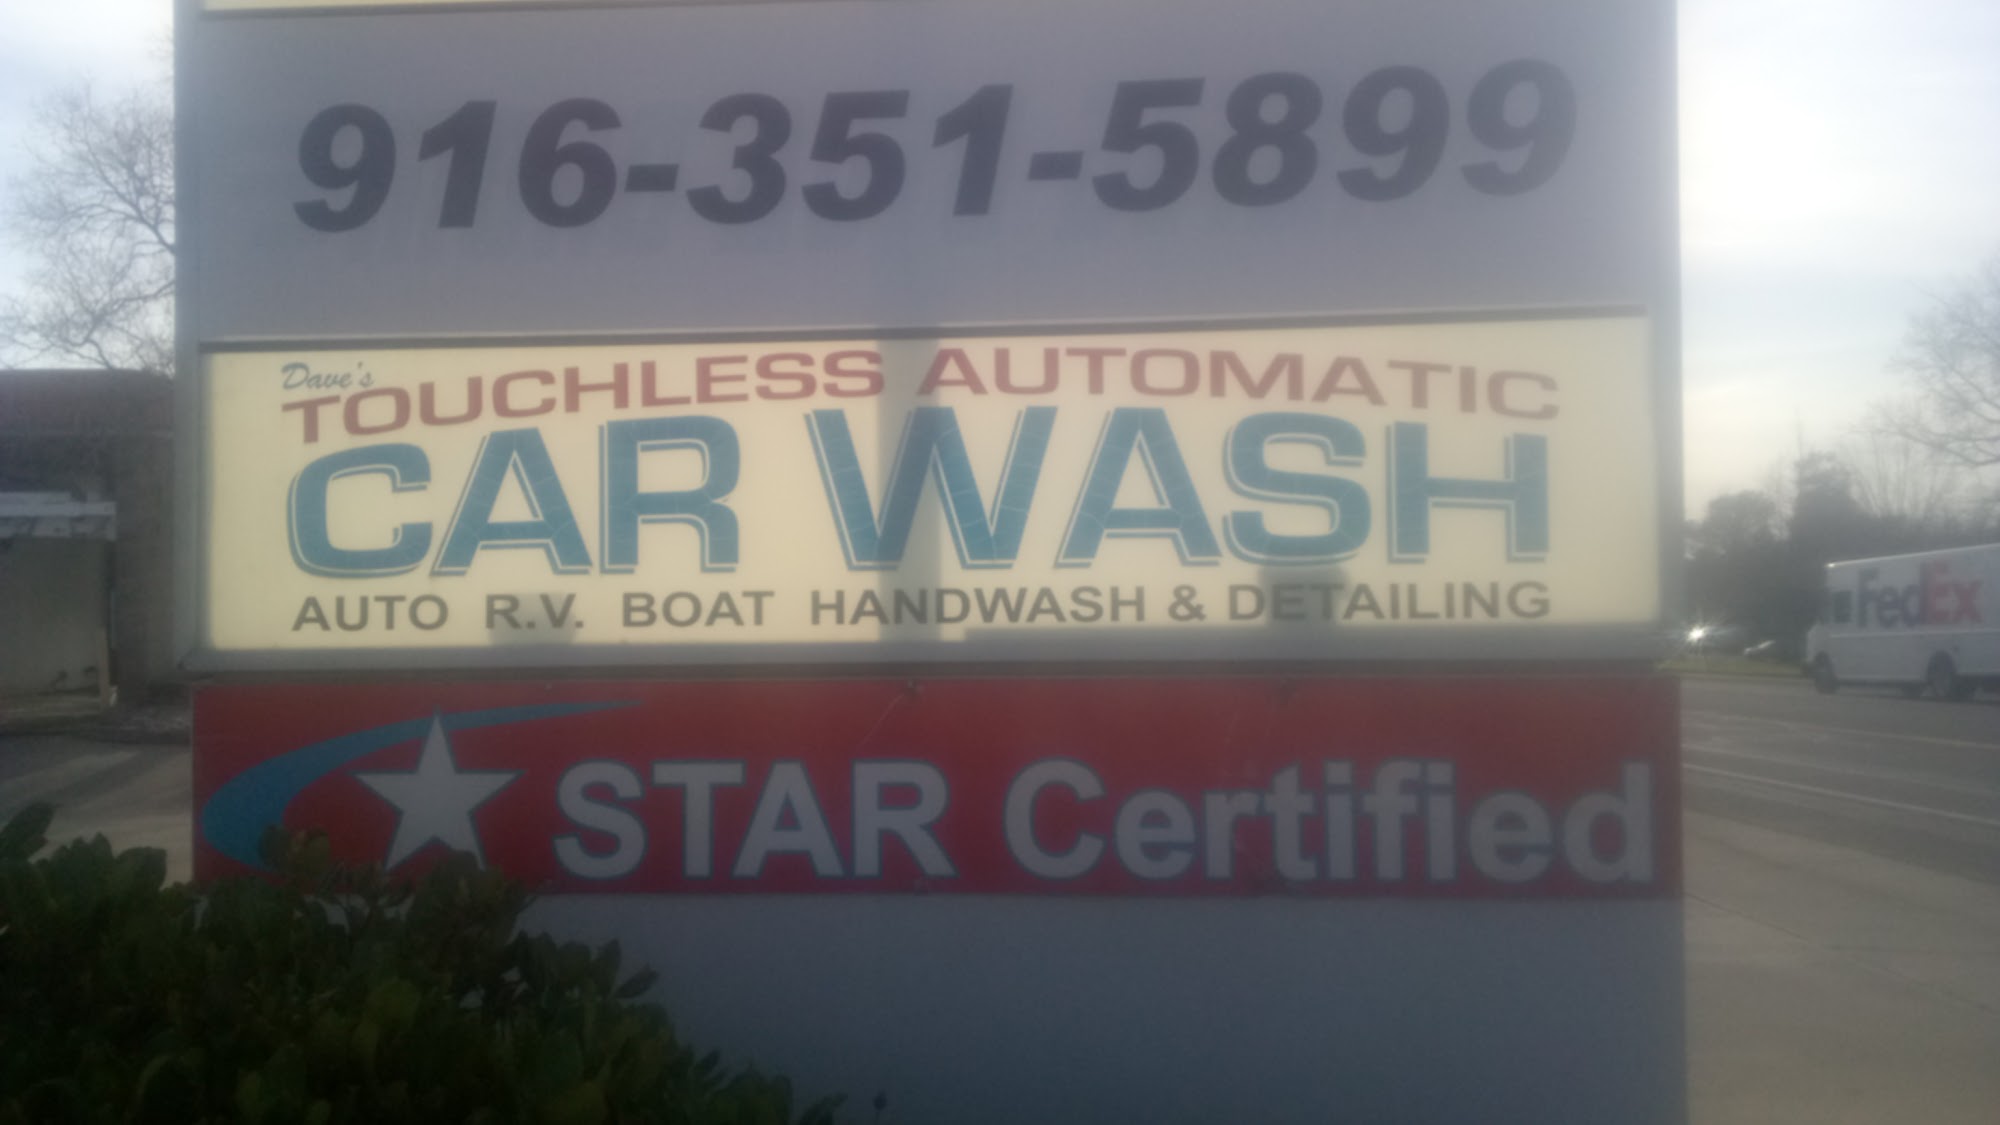 916-351-5899
Dave's
TOUCHLESS AUTOMATIC
CAR WASH
AUTO R.V. BOAT HANDWASH & DETAILING
FedEx
STAR Certified